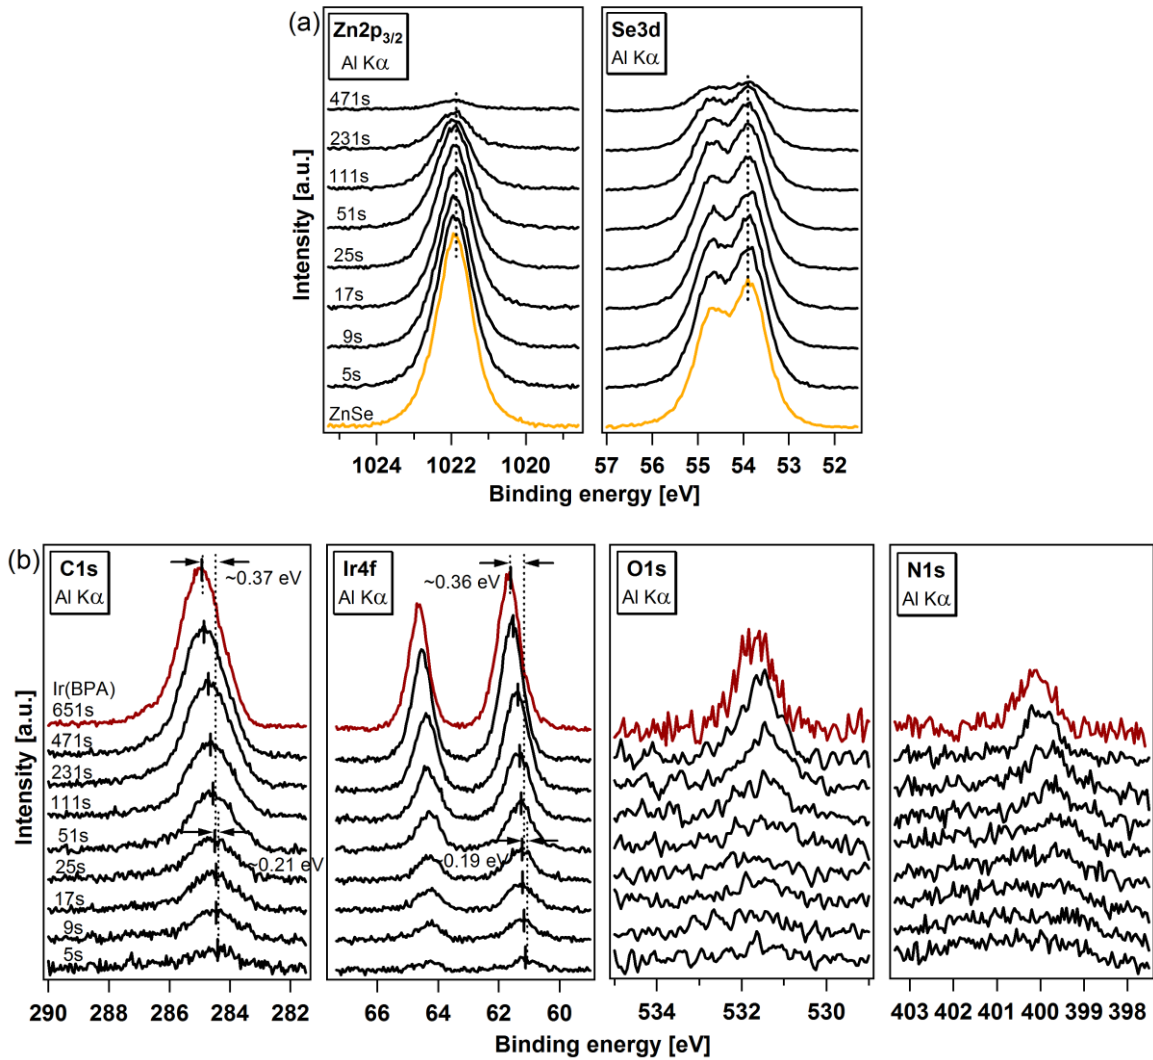 (a)
Zn2p3/2
Al Kα
471s
231s
111s
51s
25s
17s
9s
5s
ZnSe
1024 1022 1020
Se3d
Al Kα
57 56 55 54 53 52
Intensity [a.u.]
Binding energy [eV]
(b)
C1s
Al Kα
~0.37 eV
Ir(BPA)
651s
471s
231s
111s
51s
25s
17s
9s
5s
~0.21 eV
290 288 286 284 282
Ir4f
Al Kα
~0.36 eV
~0.19 eV
66 64 62 60
O1s
Al Kα
534 532 530
N1s
Al Kα
403 402 401 400 399 398
Intensity [a.u.]
Binding energy [eV]